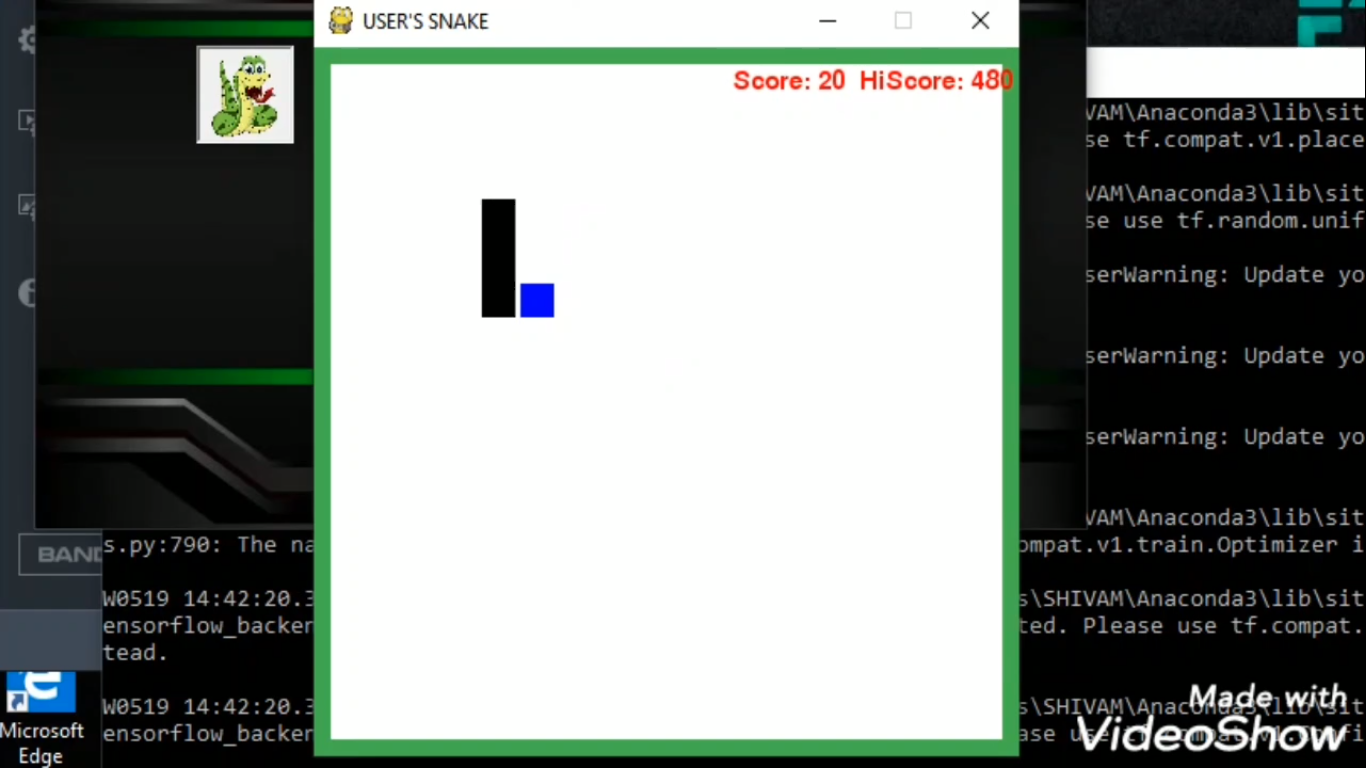 USER'S SNAKE
Score: 20 HiScore: 480
VAM\Anaconda3\lib\sit
se tf.compat.v1.place
VAM\Anaconda3\lib\sit
se use tf.random.unif
serWarning: Update yo
serWarning: Update yo
serWarning: Update yo
VAM\Anaconda3\lib\sit
BAND
s.py:790: The na
ompat.v1.train.Optimizer i
W0519 14:42:20.3
s\SHIVAM\Anaconda3\lib\sit
ensorflow_backen
ted. Please use tf.compat.
tead.
W0519 14:42:20.3
s\SHIVAM\Anaconda3\lib\sit
ensorflow_backen
Microsoft
Edge
Made with
VideoShow